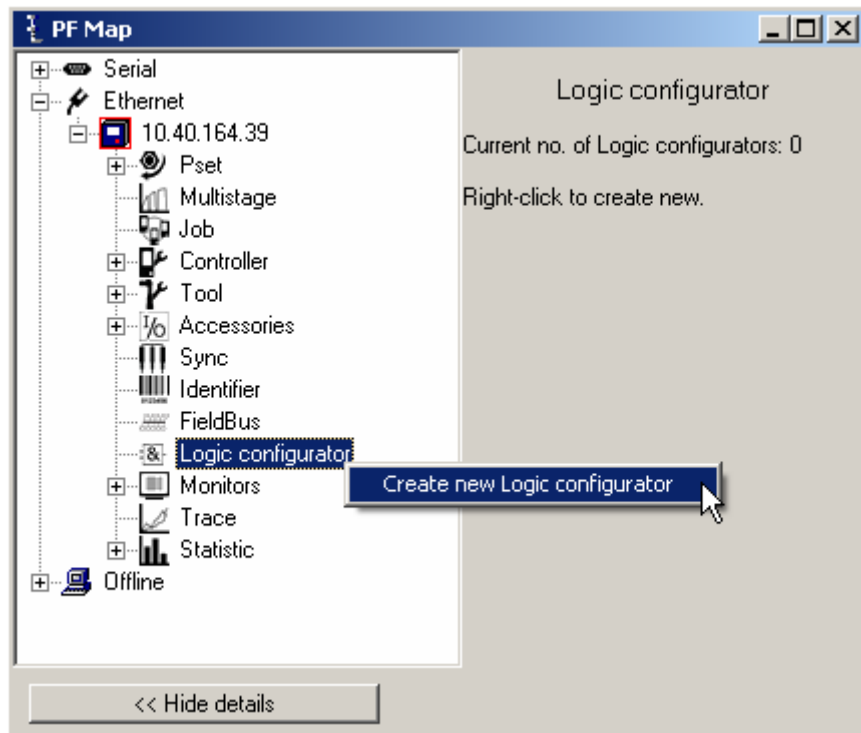 PF Map
Serial
Ethernet
10.40.164.39
Pset
Multistage
Job
Controller
Tool
I/O Accessories
Sync
Identifier
FieldBus
& Logic configurator
Monitors
Trace
Statistic
Offline
Create new Logic configurator
Logic configurator
Current no. of Logic configurators: 0
Right-click to create new.
<< Hide details